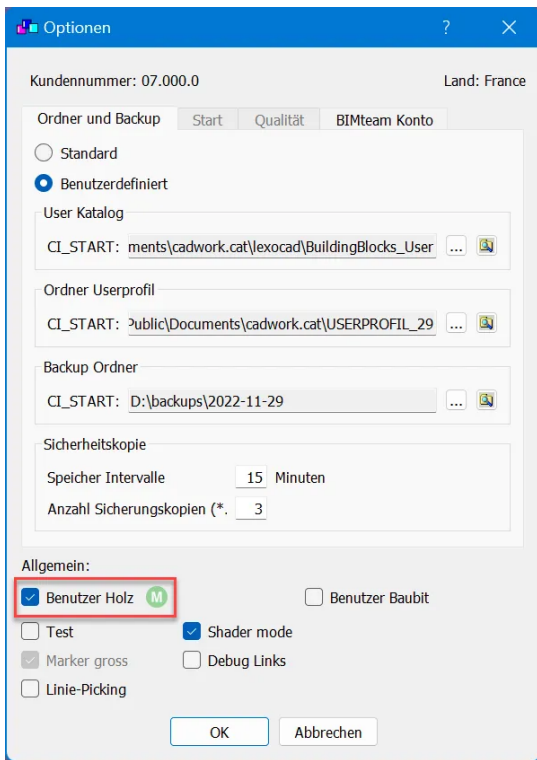 Optionen ?
Kundennummer: 07.000.0 Land: France
Ordner und Backup Start Qualität BIMteam Konto
Standard
Benutzerdefiniert
User Katalog
CI_START: ments\cadwork.cat\lexocad\BuildingBlocks_User ...
Ordner Userprofil
CI_START: Public\Documents\cadwork.cat\USERPROFIL_29 ...
Backup Ordner
CI_START: D:\backups\2022-11-29 ...
Sicherheitskopie
Speicher Intervalle 15 Minuten
Anzahl Sicherungskopien (*. 3
Allgemein:
Benutzer Holz M Benutzer Baubit
Test Shader mode
Marker gross Debug Links
Linie-Picking
OK Abbrechen